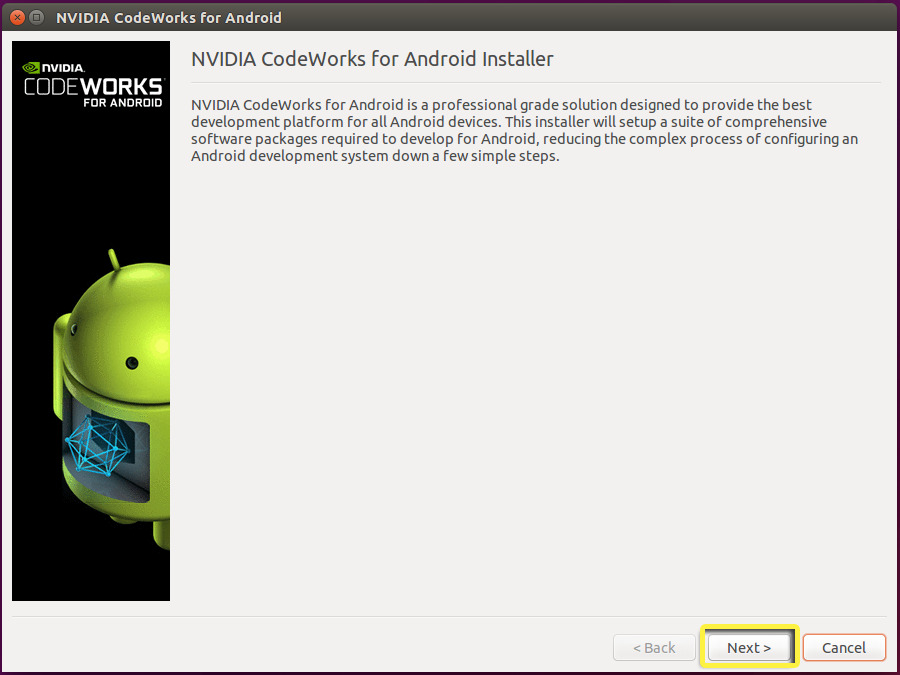 NVIDIA CodeWorks for Android
NVIDIA.
CODEWORKS
FOR ANDROID
NVIDIA CodeWorks for Android Installer
NVIDIA CodeWorks for Android is a professional grade solution designed to provide the best
development platform for all Android devices. This installer will setup a suite of comprehensive
software packages required to develop for Android, reducing the complex process of configuring an
Android development system down a few simple steps.
< Back
Next >
Cancel